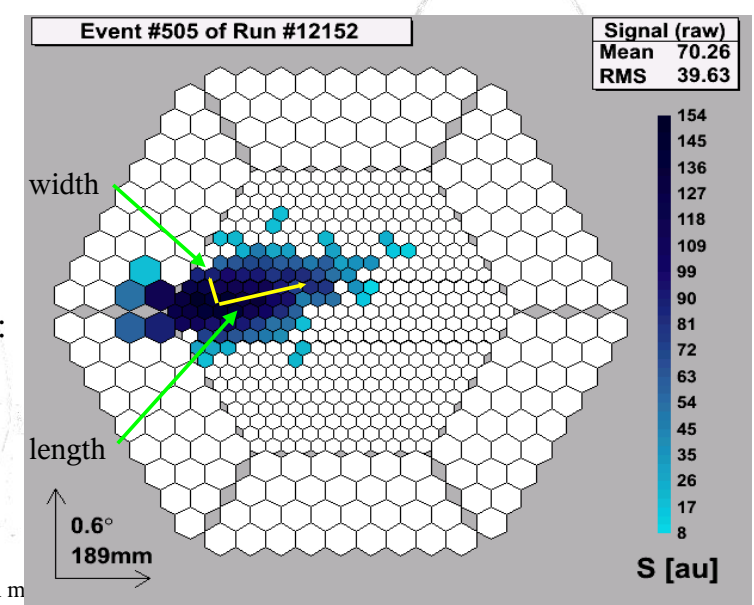 Event #505 of Run #12152
Signal (raw)
Mean 70.26
RMS 39.63
154
145
136
127
118
109
99
90
81
72
63
54
45
35
26
17
8
S [au]
width
:
length
0.6°
189mm
m